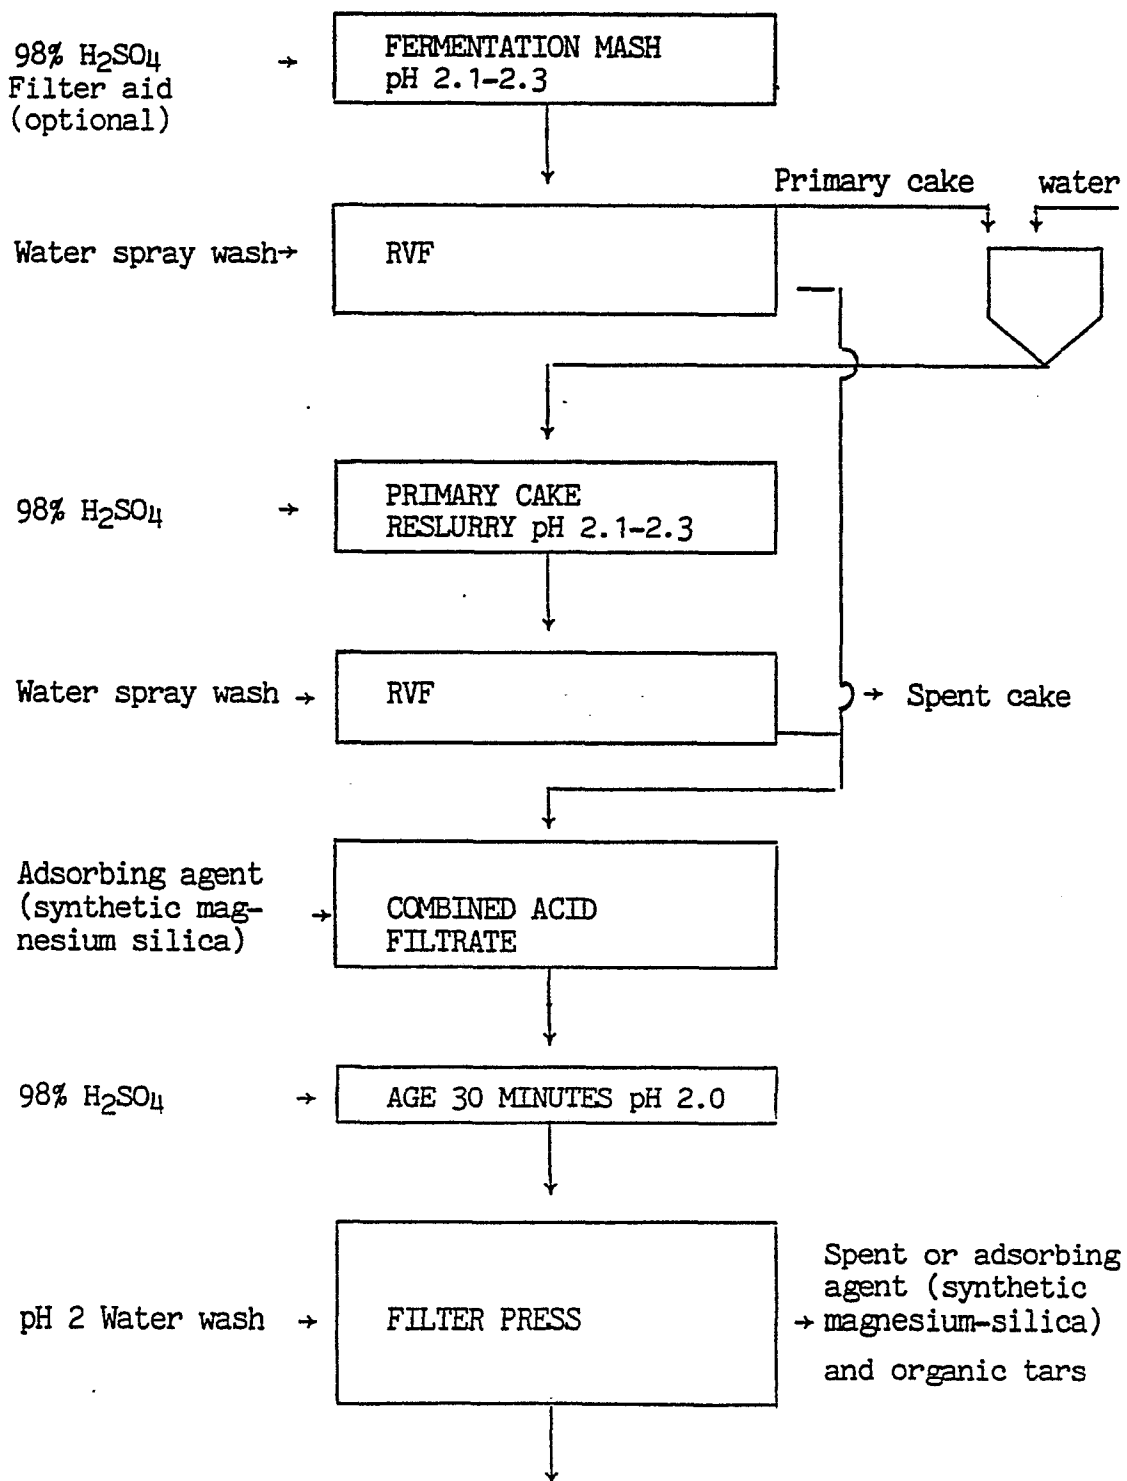 98% H₂SO₄
Filter aid
(optional)
→
FERMENTATION MASH
pH 2.1-2.3
Primary cake
water
Water spray wash→
RVF
98% H₂SO₄ →
PRIMARY CAKE
RESLURRY pH 2.1-2.3
Water spray wash →
RVF
→ Spent cake
Adsorbing agent
(synthetic mag- →
nesium silica)
COMBINED ACID
FILTRATE
98% H₂SO₄ →
AGE 30 MINUTES pH 2.0
pH 2 Water wash →
FILTER PRESS
Spent or adsorbing
agent (synthetic
→ magnesium-silica)
and organic tars